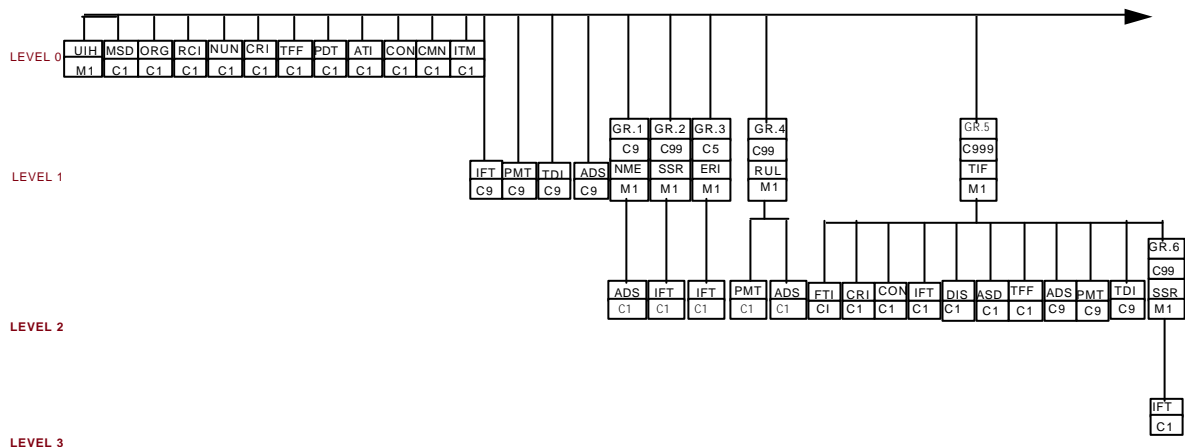 LEVEL 0
UIH MSD ORG RCI NUN CRI TFF PDT ATI CON CMN ITM
M1 C1 C1 C1 C1 C1 C1 C1 C1 C1 C1 C1
GR.1 GR.2 GR.3 GR.4 GR.5
C9 C99 C5 C99 C999
LEVEL 1
IFT PMT TDI ADS NME SSR ERI RUL TIF
C9 C9 C9 C9 M1 M1 M1 M1 M1
GR.6
C99
ADS IFT IFT PMT ADS FTI CRI CON IFT DIS ASD TFF ADS PMT TDI SSR
C1 C1 C1 C1 C1 CI C1 C1 C1 C1 C1 C1 C9 C9 C9 M1
LEVEL 2
IFT
C1
LEVEL 3